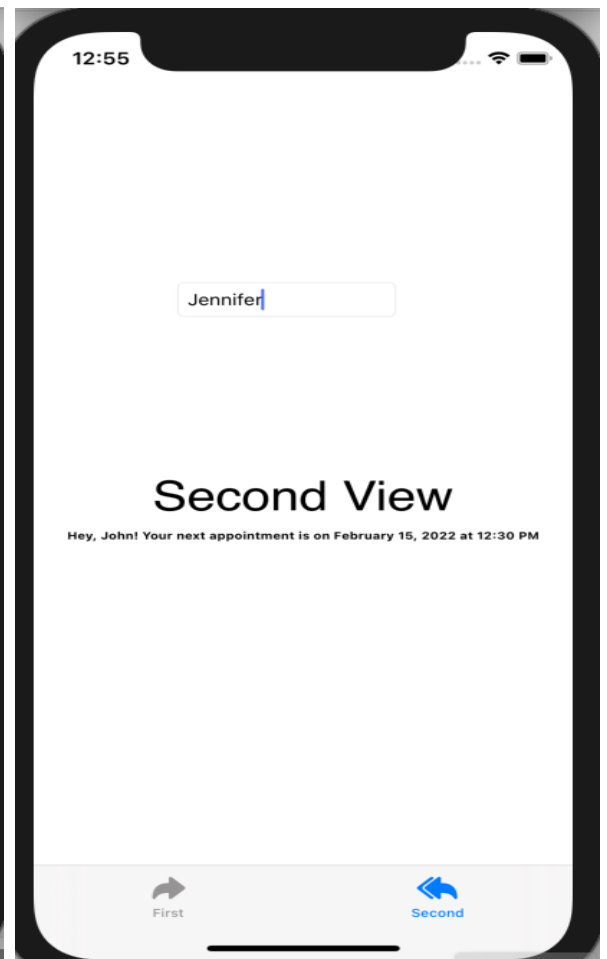 12:55
Jennifer
Second View
Hey, John! Your next appointment is on February 15, 2022 at 12:30 PM
First Second